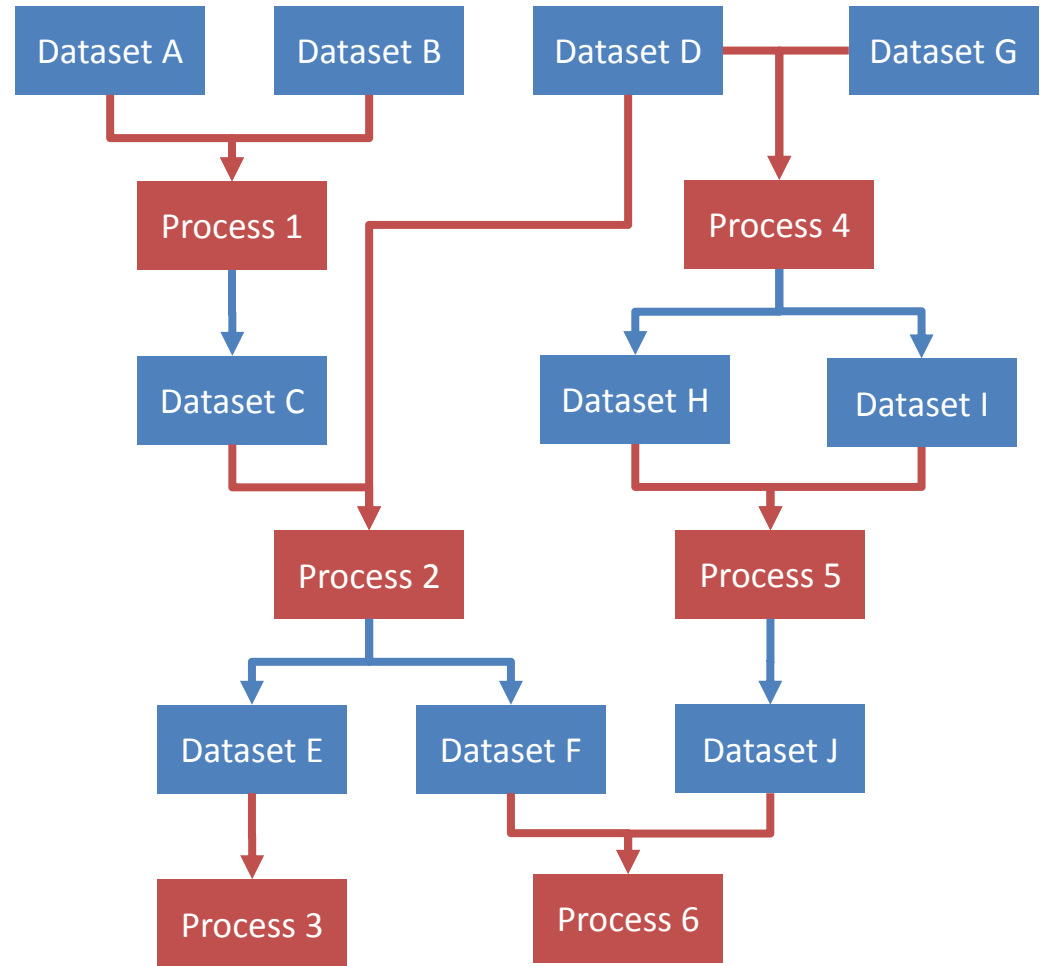 Dataset A
Dataset B
Dataset D
Dataset G
Process 1
Process 4
Dataset C
Dataset H
Dataset I
Process 2
Process 5
Dataset E
Dataset F
Dataset J
Process 3
Process 6